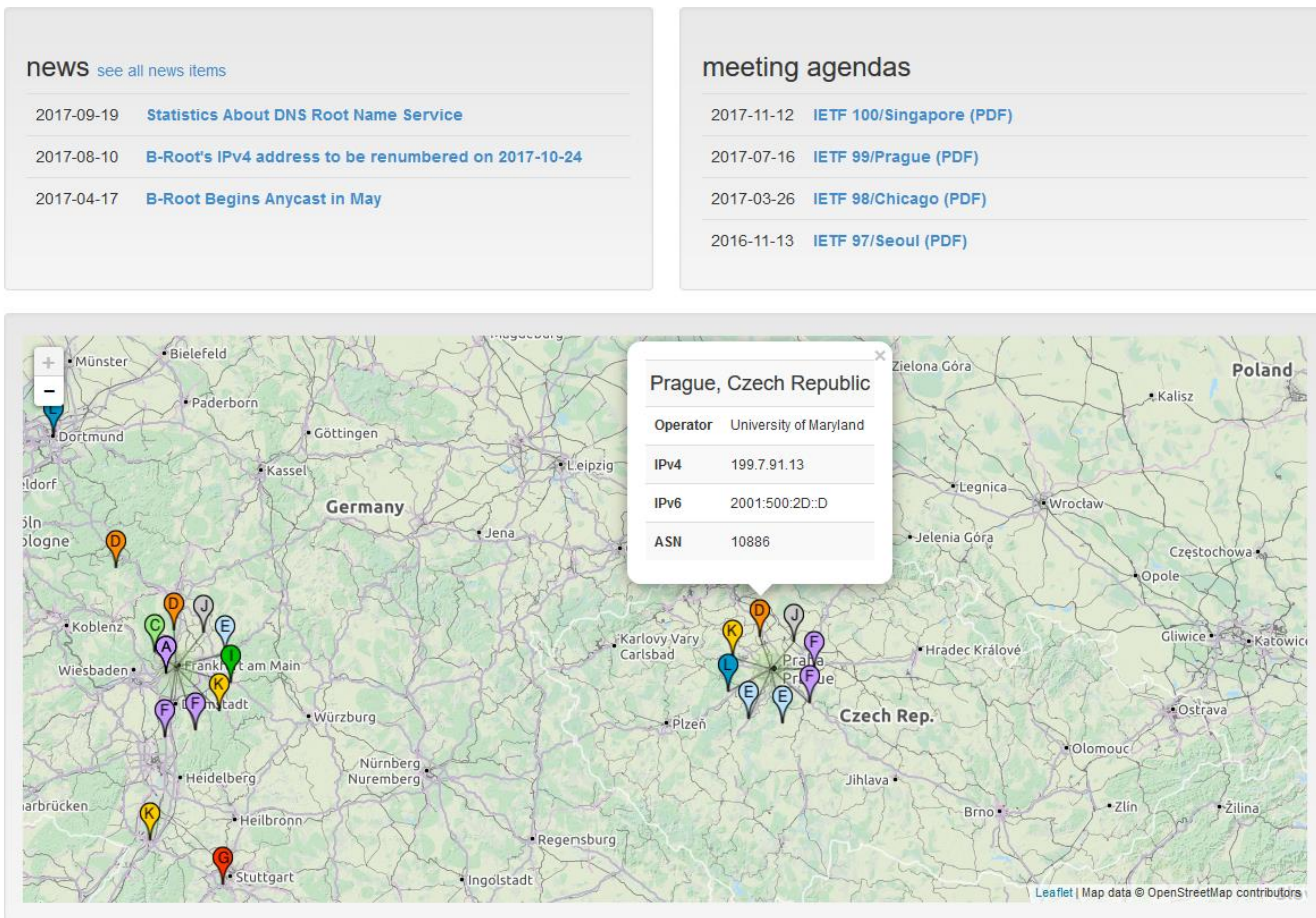 news see all news items
2017-09-19 Statistics About DNS Root Name Service
2017-08-10 B-Root's IPv4 address to be renumbered on 2017-10-24
2017-04-17 B-Root Begins Anycast in May
meeting agendas
2017-11-12 IETF 100/Singapore (PDF)
2017-07-16 IETF 99/Prague (PDF)
2017-03-26 IETF 98/Chicago (PDF)
2016-11-13 IETF 97/Seoul (PDF)
+
−
Münster
Bielefeld
Paderborn
Dortmund
Göttingen
Kassel
Leipzig
Germany
Jena
D
Koblenz
D
J
C
E
A
I
Wiesbaden
Frankfurt am Main
K
F
F
Würzburg
Nürnberg
Nuremberg
Heidelberg
K
Heilbronn
G
Stuttgart
Regensburg
Ingolstadt
×
Prague, Czech Republic
Operator University of Maryland
IPv4 199.7.91.13
IPv6 2001:500:2D::D
ASN 10886
Zielona Góra
Poland
Kalisz
Legnica
Wrocław
Jelenia Góra
Częstochowa
Opole
D
J
K
F
Karlovy Vary
Carlsbad
L
Praha
Prague
F
E
E
Hradec Králové
Gliwice
Katowice
Plzeň
Czech Rep.
Ostrava
Olomouc
Jihlava
Brno
Zlín
Žilina
Leaflet | Map data © OpenStreetMap contributors